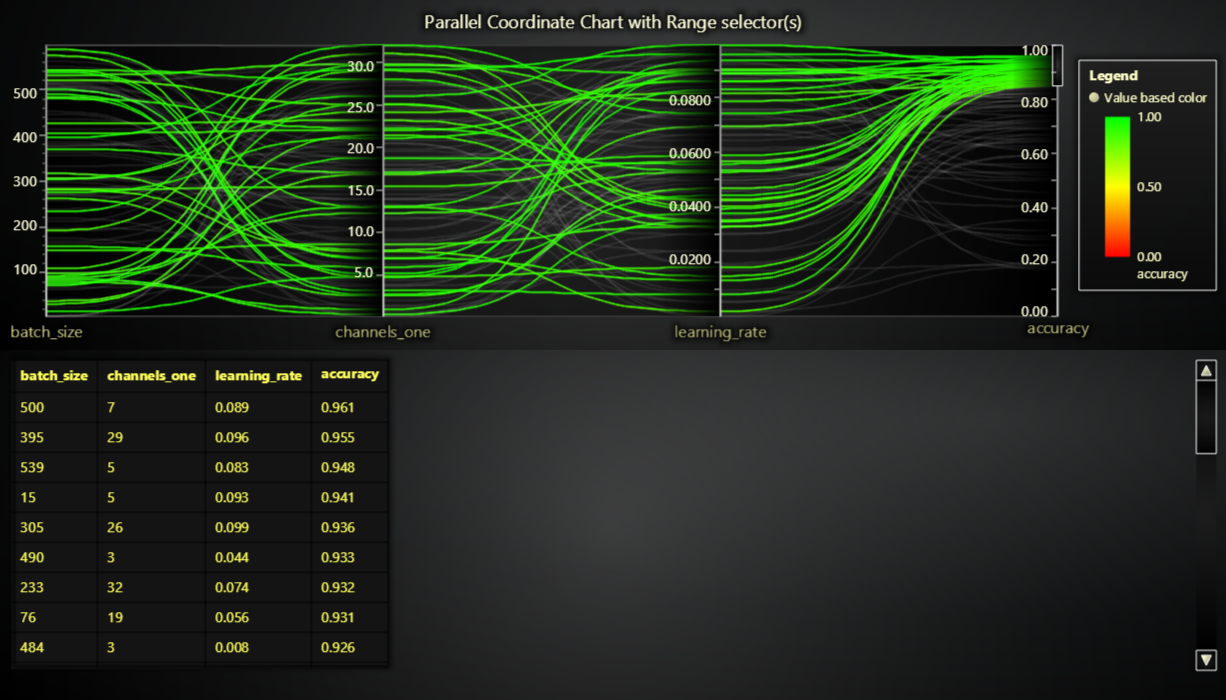 Parallel Coordinate Chart with Range selector(s)
500
400
300
200
100
batch_size
30.0
25.0
20.0
15.0
10.0
5.0
channels_one
0.0800
0.0600
0.0400
0.0200
learning_rate
1.00
0.80
0.60
0.40
0.20
0.00
accuracy
Legend
Value based color
1.00
0.50
0.00
accuracy
batch_size channels_one learning_rate accuracy
500 7 0.089 0.961
395 29 0.096 0.955
539 5 0.083 0.948
15 5 0.093 0.941
305 26 0.099 0.936
490 3 0.044 0.933
233 32 0.074 0.932
76 19 0.056 0.931
484 3 0.008 0.926